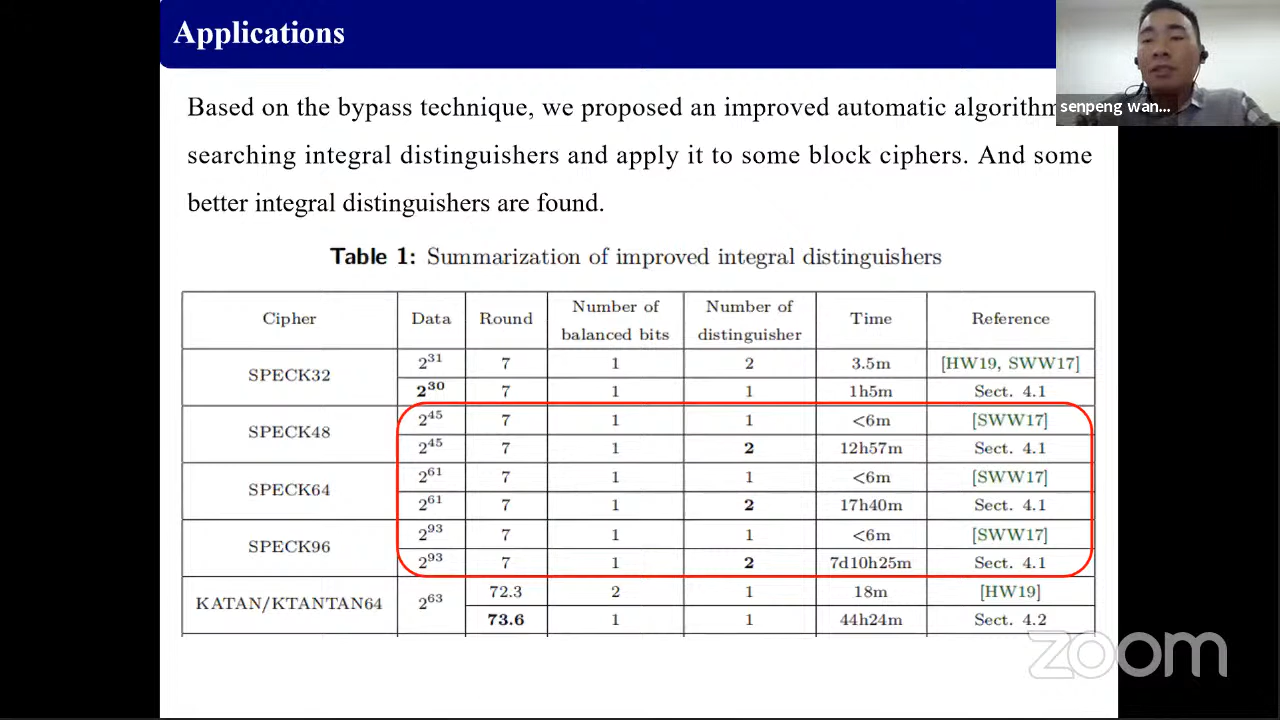 Applications
senpeng wan...
Based on the bypass technique, we proposed an improved automatic algorithm
searching integral distinguishers and apply it to some block ciphers. And some
better integral distinguishers are found.
Table 1: Summarization of improved integral distinguishers
Cipher Data Round Number of balanced bits Number of distinguisher Time Reference
SPECK32 2^31 7 1 2 3.5m [HW19, SWW17]
2^30 7 1 1 1h5m Sect. 4.1
SPECK48 2^45 7 1 1 <6m [SWW17]
2^45 7 1 2 12h57m Sect. 4.1
SPECK64 2^61 7 1 1 <6m [SWW17]
2^61 7 1 2 17h40m Sect. 4.1
SPECK96 2^93 7 1 1 <6m [SWW17]
2^93 7 1 2 7d10h25m Sect. 4.1
KATAN/KTANTAN64 2^63 72.3 2 1 18m [HW19]
73.6 1 1 44h24m Sect. 4.2
zoom